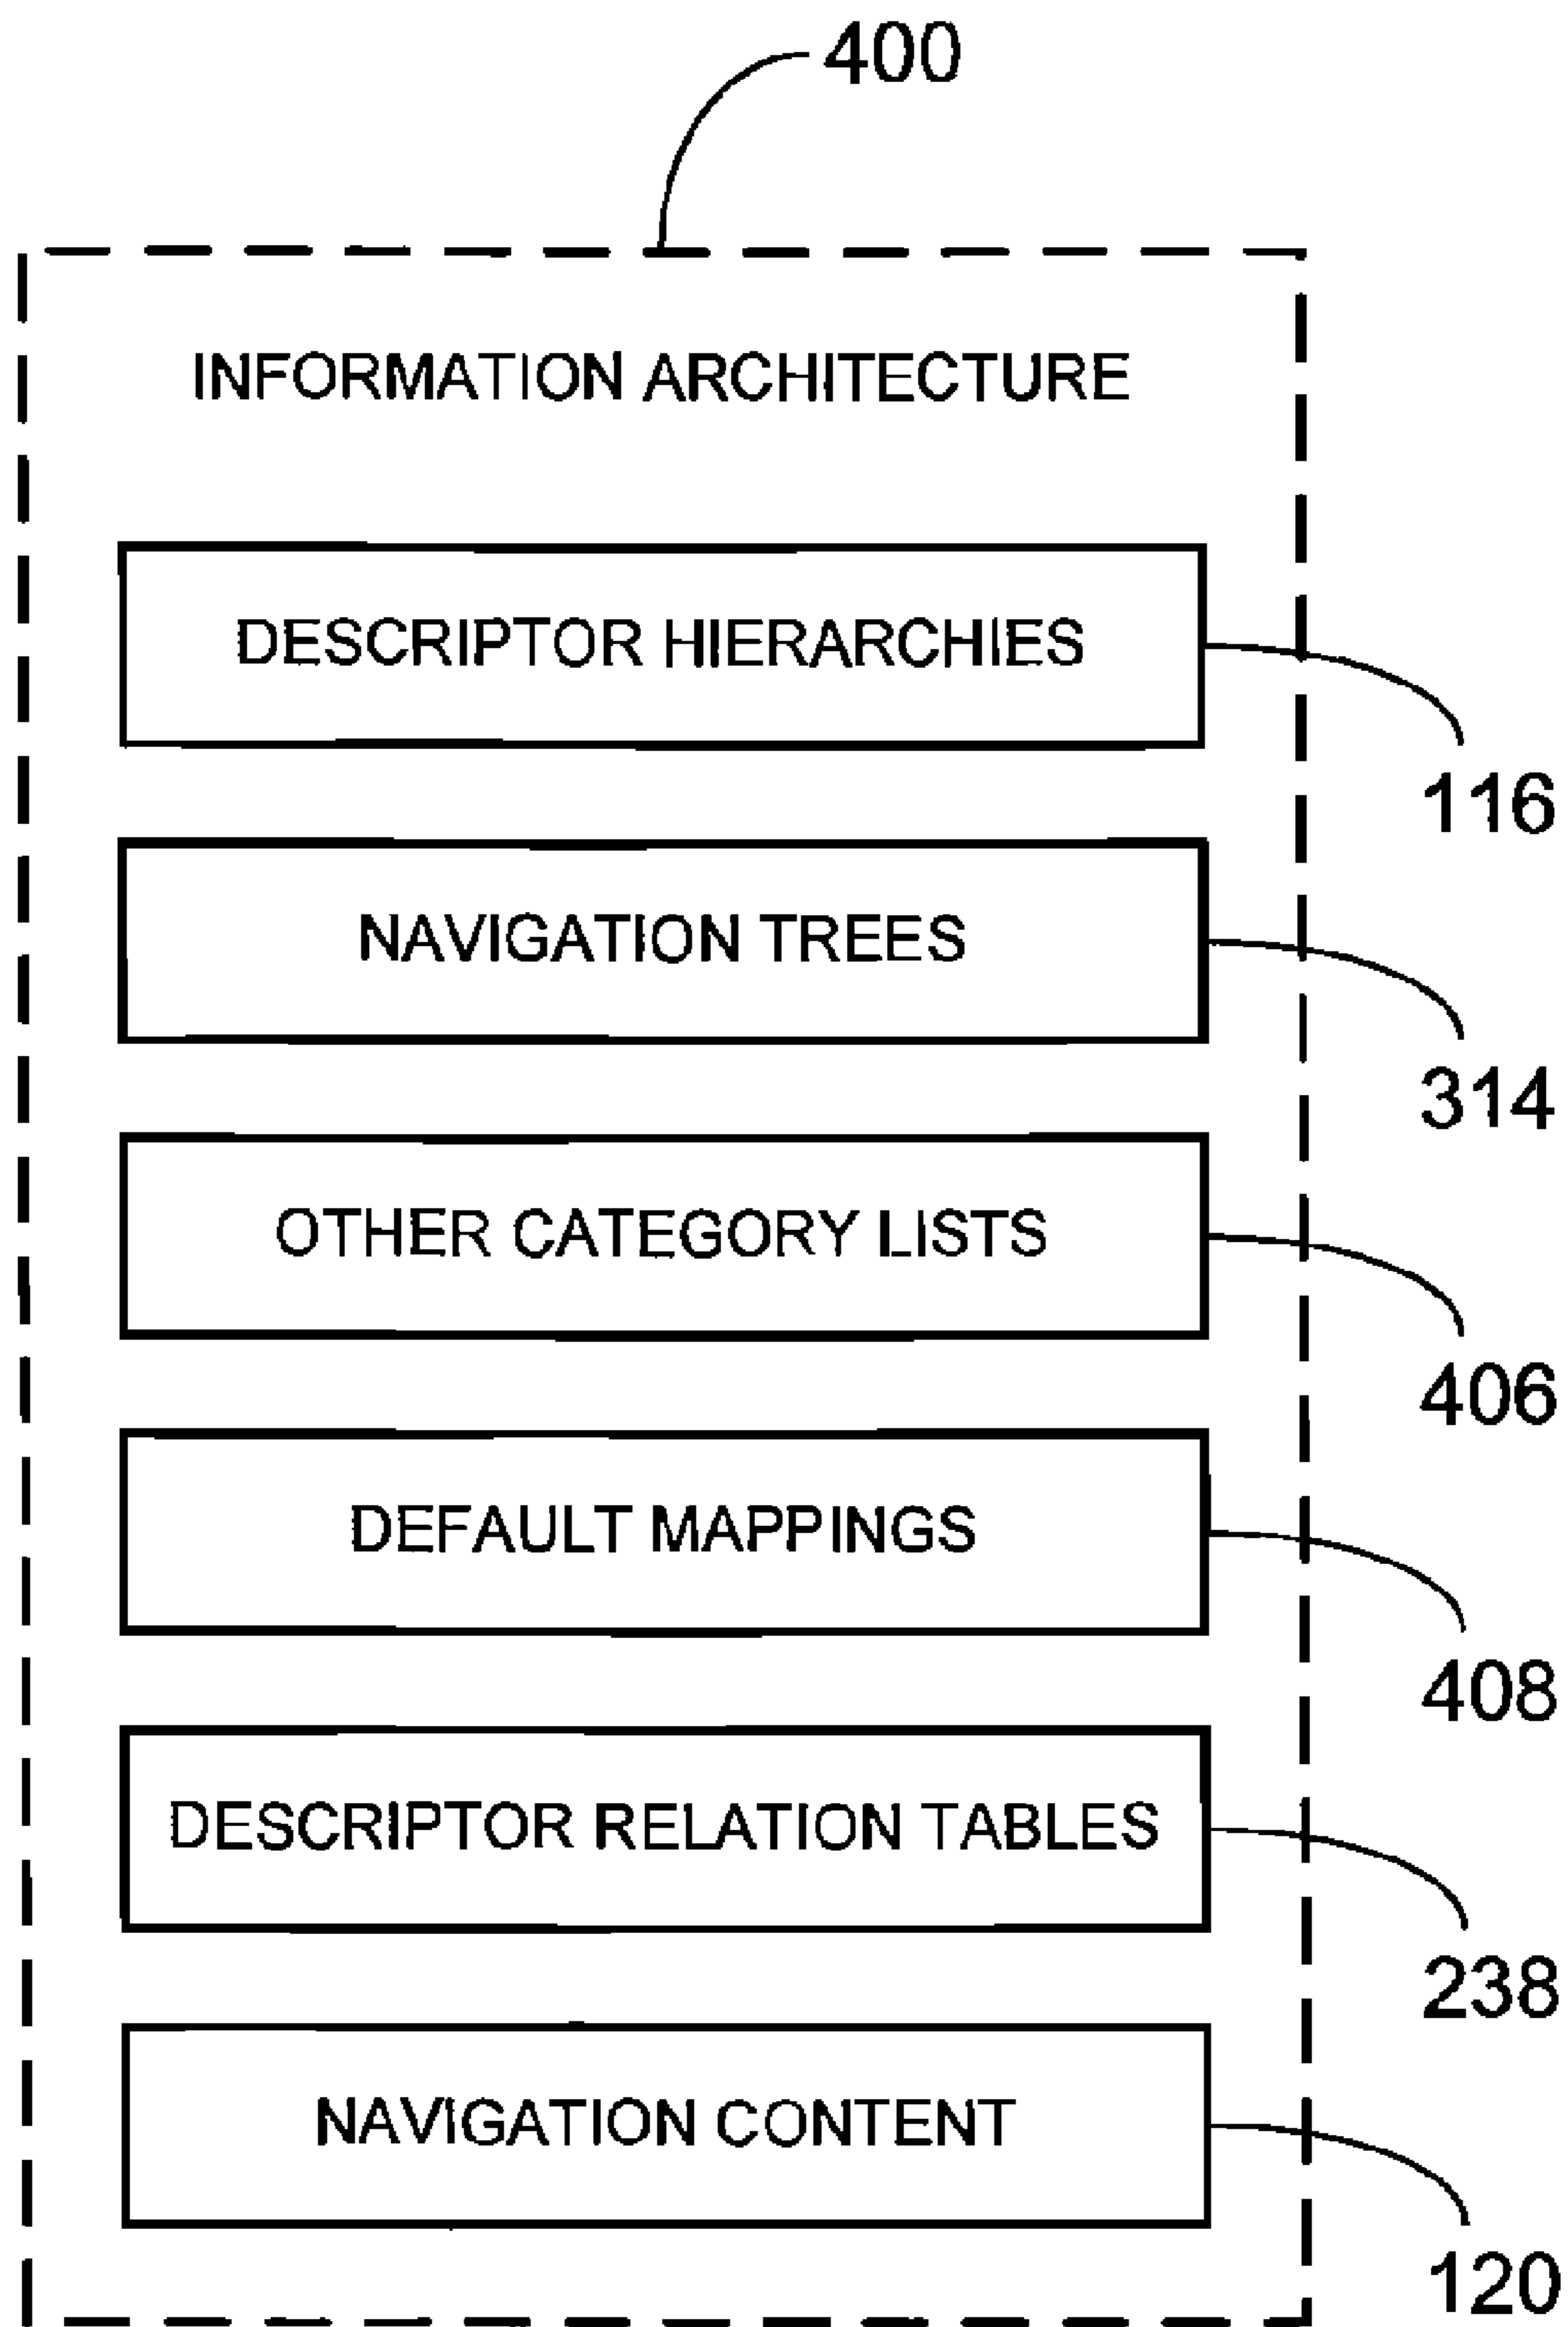 400
INFORMATION ARCHITECTURE
DESCRIPTOR HIERARCHIES
116
NAVIGATION TREES
314
OTHER CATEGORY LISTS
406
DEFAULT MAPPINGS
408
DESCRIPTOR RELATION TABLES
238
NAVIGATION CONTENT
120